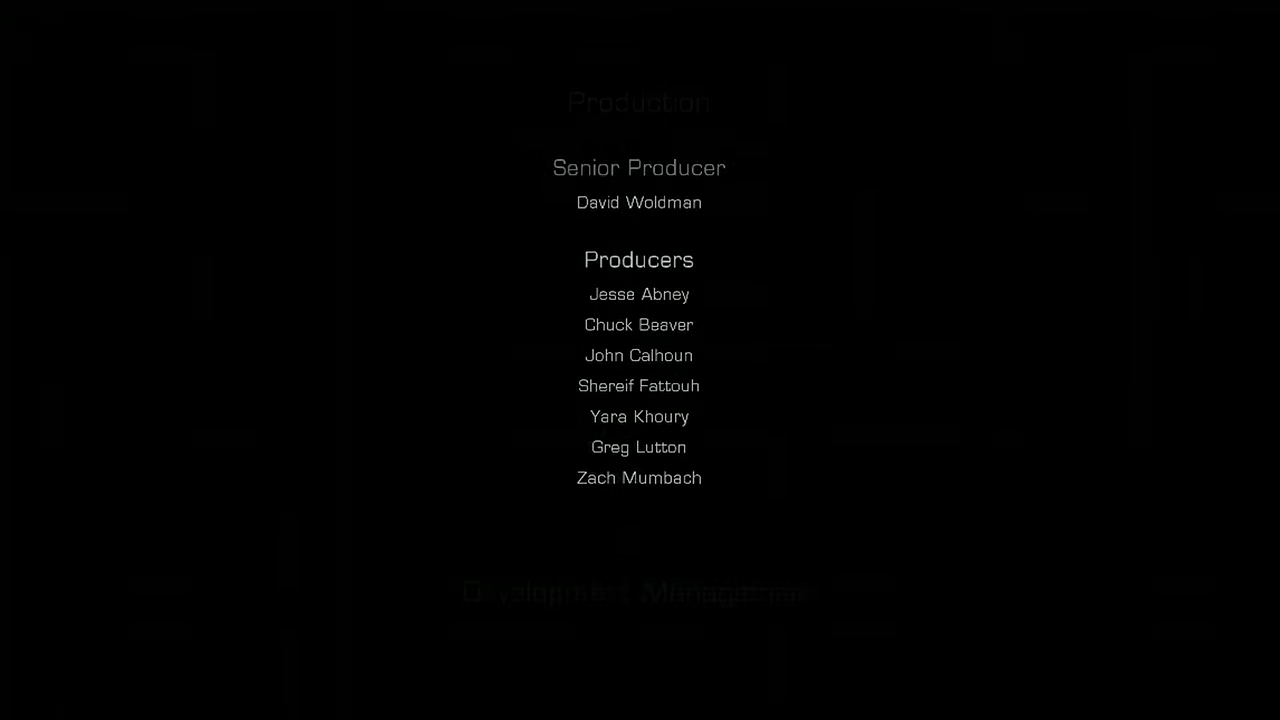 Production
Senior Producer
David Woldman
Producers
Jesse Abney
Chuck Beaver
John Calhoun
Shereif Fattouh
Yara Khoury
Greg Lutton
Zach Mumbach
Development